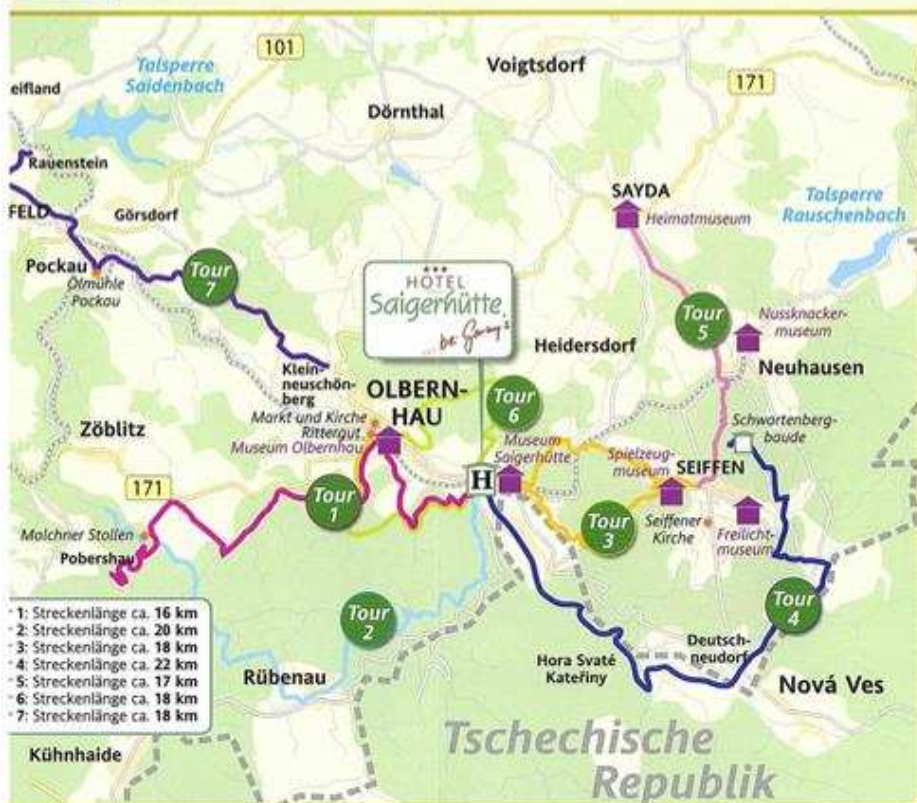 101
Talsperre
Saidenbach
Voigtsdorf
171
eifland
Dörnthal
Rauenstein
SAYDA
Heimatmuseum
Talsperre
Rauschenbach
FELD
Görsdorf
Pockau
Ölmühle
Pockau
Tour
7
HOTEL
Saigerhütte
Tour
5
Nussknacker-
museum
Heidersdorf
Neuhausen
Klein-
neuschön-
berg
OLBERN-
HAU
Markt und Kirche
Rittergut
Museum Olbernhau
Tour
6
Schwartenberg-
baude
Zöblitz
Museum
Saigerhütte
Spielzeug-
museum
SEIFFEN
H
171
Tour
1
Tour
3
Seiffener
Kirche
Freilicht-
museum
Molchner Stollen
Pobershau
Tour
2
Tour
4
1: Streckenlänge ca. 16 km
2: Streckenlänge ca. 20 km
3: Streckenlänge ca. 18 km
4: Streckenlänge ca. 22 km
5: Streckenlänge ca. 17 km
6: Streckenlänge ca. 18 km
7: Streckenlänge ca. 18 km
Rübenau
Hora Svaté
Kateřiny
Deutsch-
neudorf
Nová Ves
Kühnhaide
Tschechische
Republik